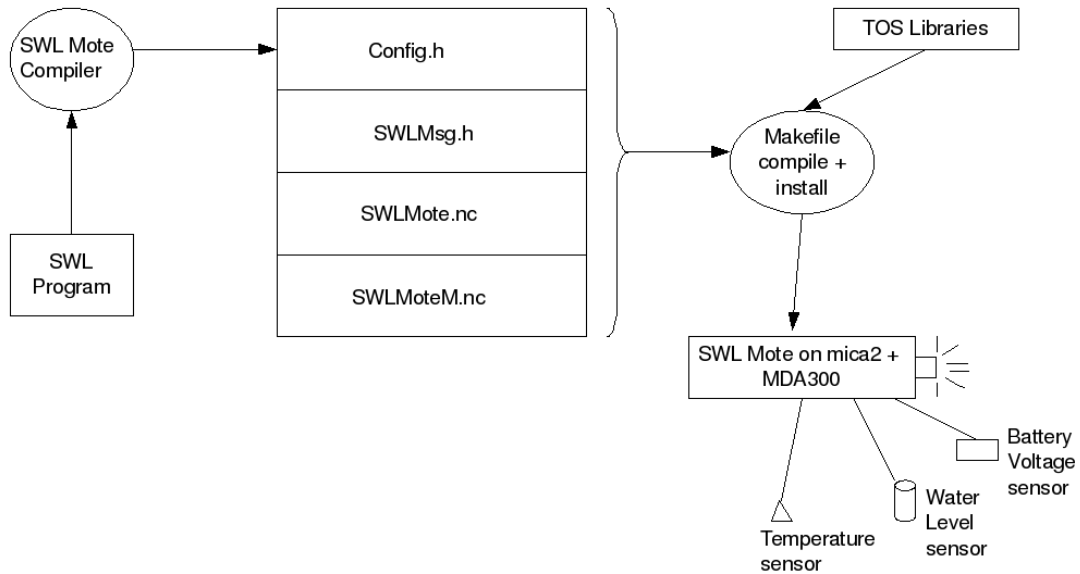 SWL Mote
Compiler
SWL
Program
Config.h
SWLMsg.h
SWLMote.nc
SWLMoteM.nc
TOS Libraries
Makefile
compile +
install
SWL Mote on mica2 +
MDA300
Temperature
sensor
Water
Level
sensor
Battery
Voltage
sensor